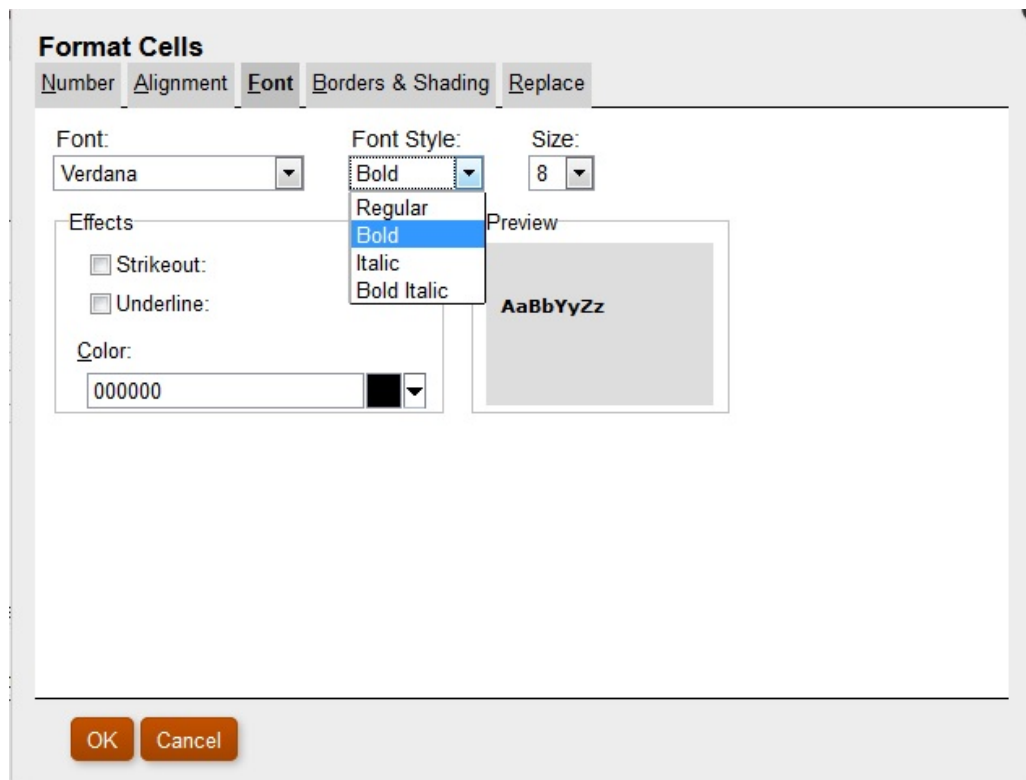 Format Cells
Number Alignment Font Borders & Shading Replace
Font: Font Style: Size:
Verdana Bold 8
Regular
Effects Bold Preview
Strikeout: Italic
Bold Italic
Underline: AaBbYyZz
Color:
000000
OK Cancel